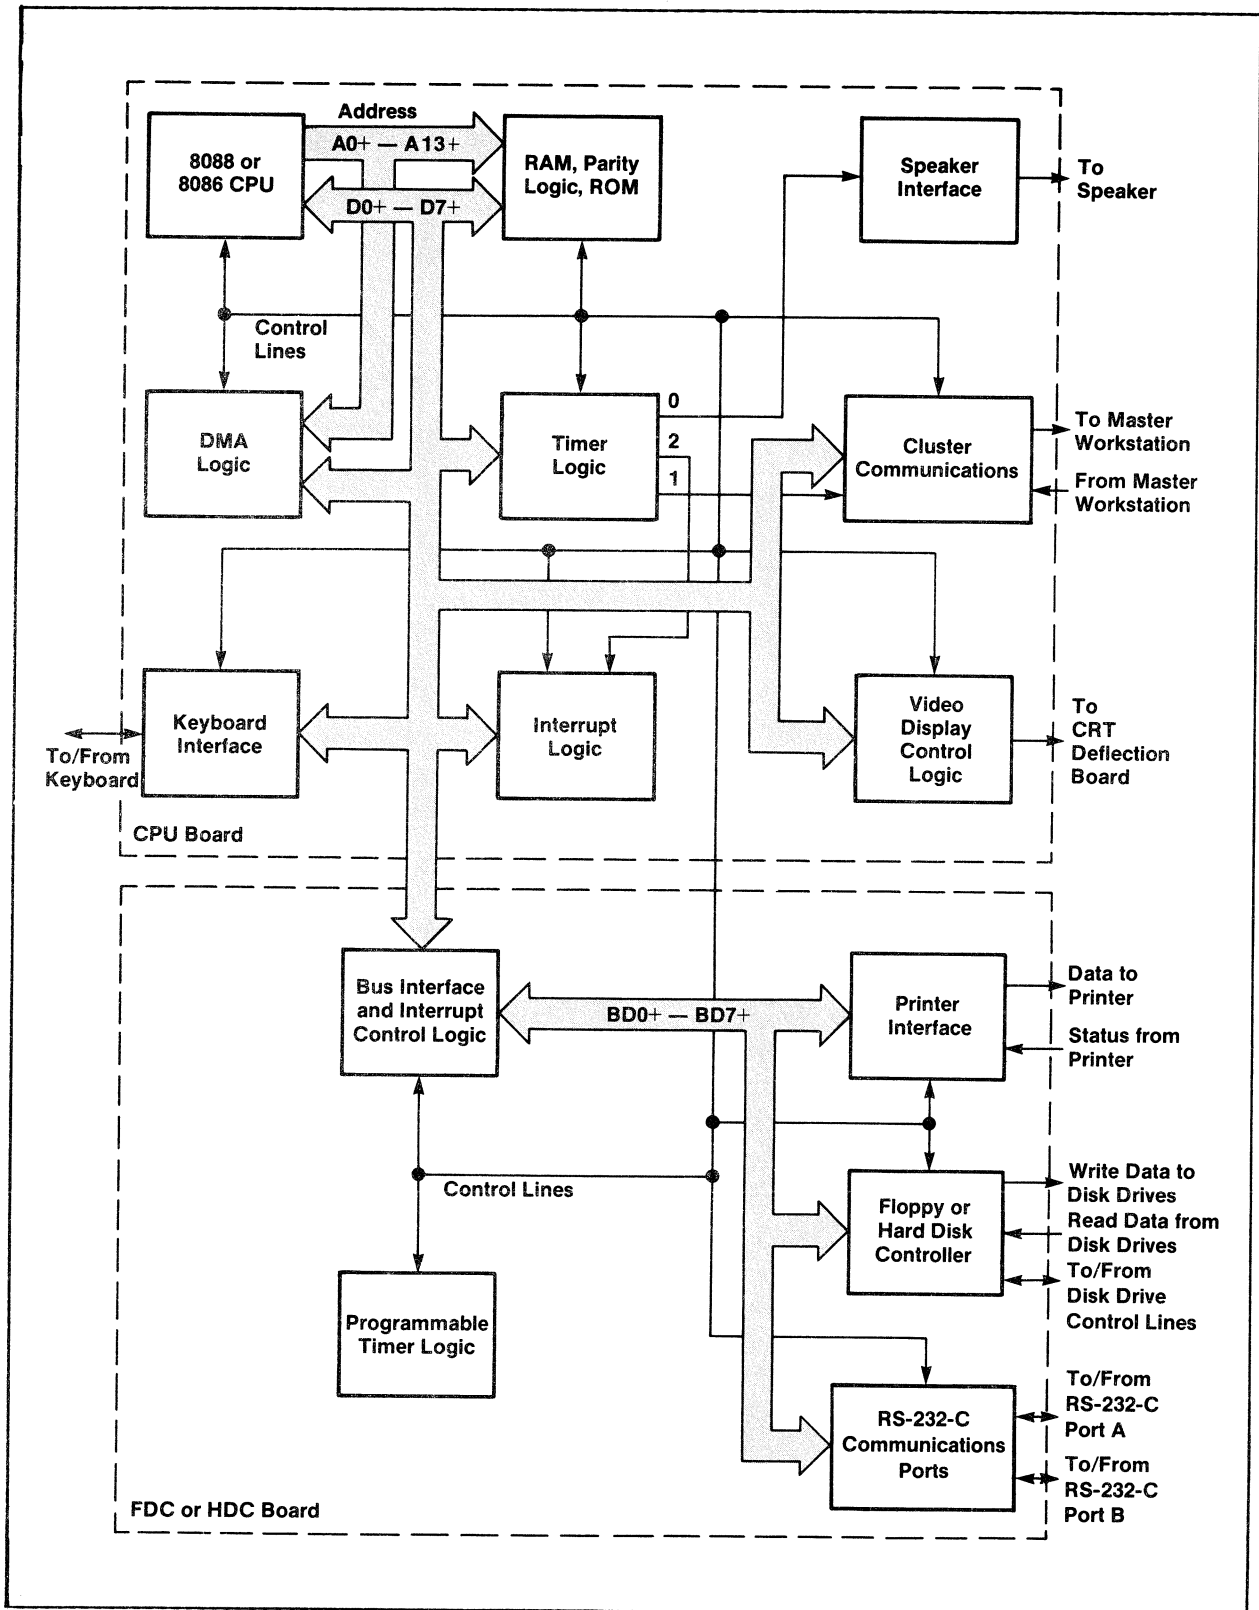 Address
A0+ — A13+
8088 or
8086 CPU
D0+ — D7+
RAM, Parity
Logic, ROM
Speaker
Interface
To
Speaker
Control
Lines
DMA
Logic
Timer
Logic
0
2
1
Cluster
Communications
To Master
Workstation
From Master
Workstation
To/From
Keyboard
Keyboard
Interface
Interrupt
Logic
Video
Display
Control
Logic
To
CRT
Deflection
Board
CPU Board
Bus Interface
and Interrupt
Control Logic
BD0+ — BD7+
Printer
Interface
Data to
Printer
Status from
Printer
Control Lines
Programmable
Timer Logic
Floppy or
Hard Disk
Controller
Write Data to
Disk Drives
Read Data from
Disk Drives
To/From
Disk Drive
Control Lines
RS-232-C
Communications
Ports
To/From
RS-232-C
Port A
To/From
RS-232-C
Port B
FDC or HDC Board